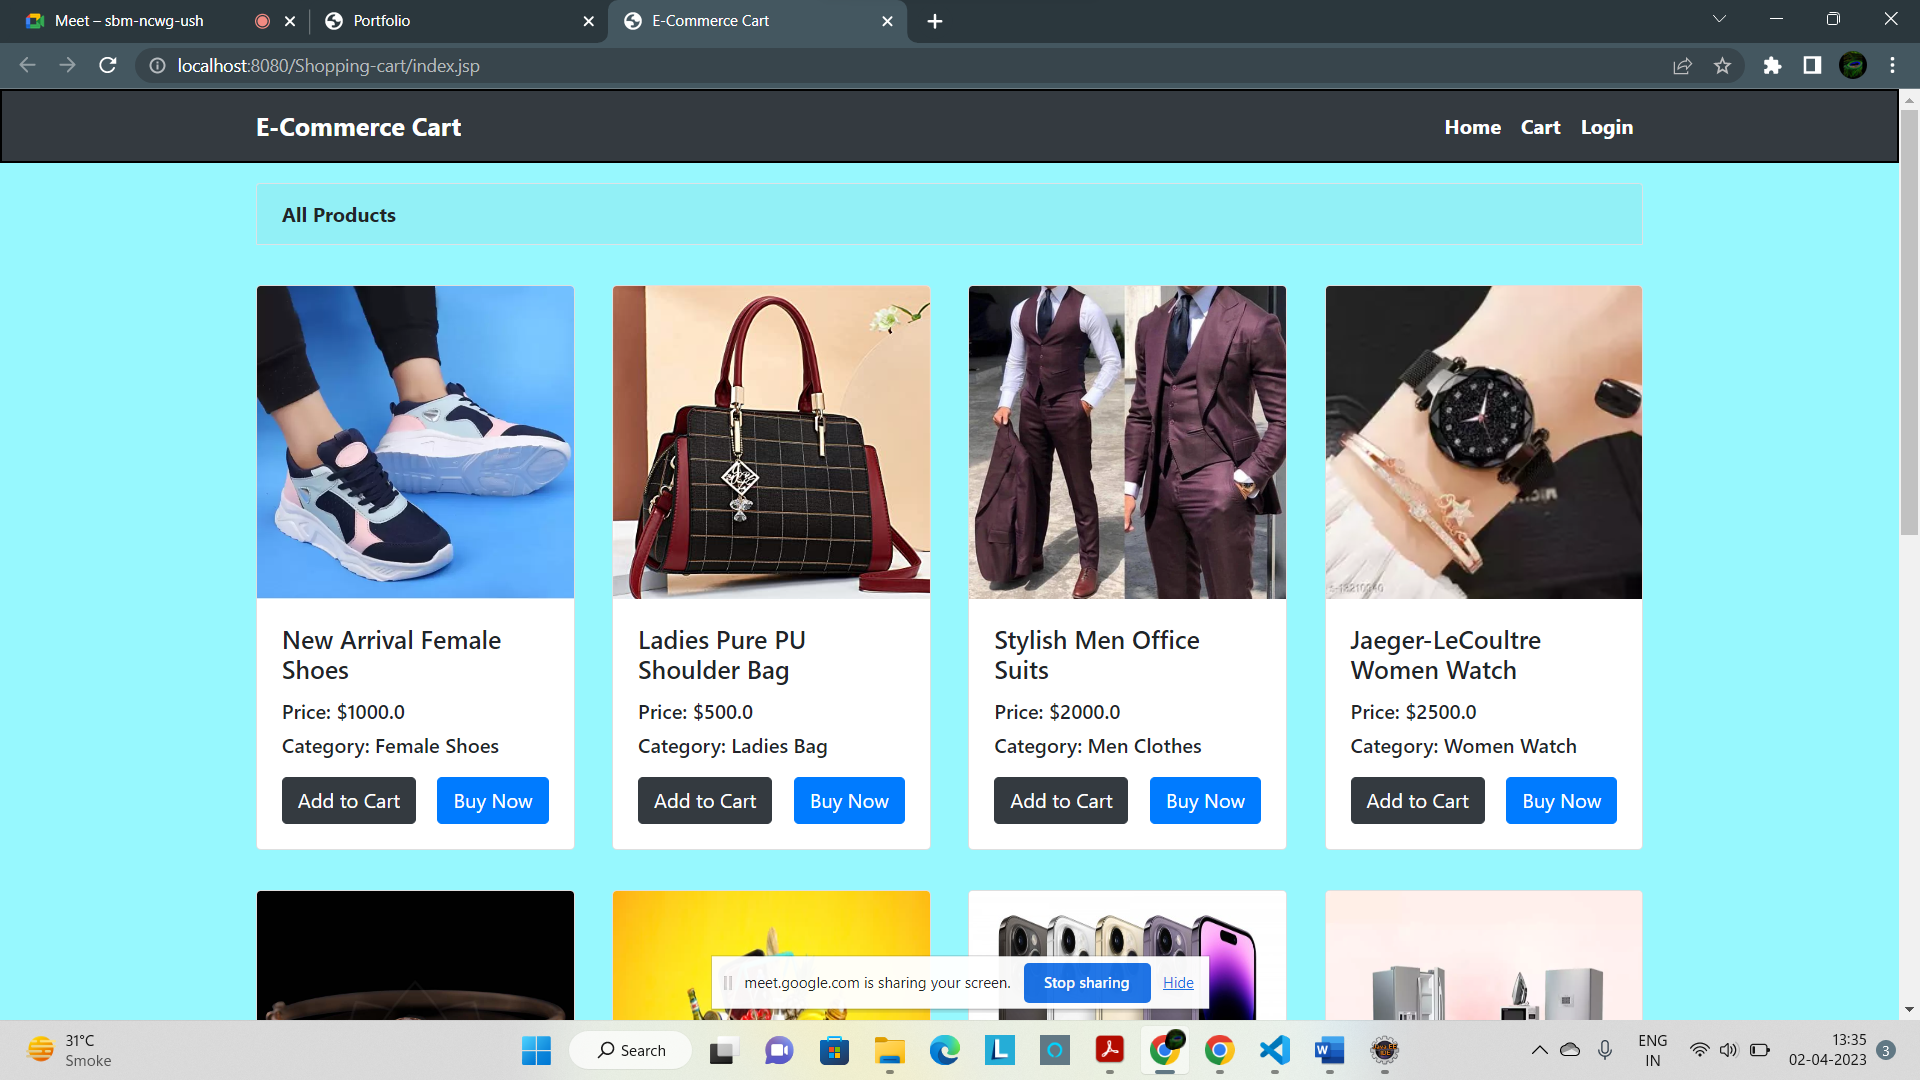 Meet – sbm-ncwg-ush
Portfolio
E-Commerce Cart
localhost:8080/Shopping-cart/index.jsp
E-Commerce Cart
Home Cart Login
All Products
New Arrival Female
Shoes
Price: $1000.0
Category: Female Shoes
Add to Cart Buy Now
Ladies Pure PU
Shoulder Bag
Price: $500.0
Category: Ladies Bag
Add to Cart Buy Now
Stylish Men Office
Suits
Price: $2000.0
Category: Men Clothes
Add to Cart Buy Now
Jaeger-LeCoultre
Women Watch
Price: $2500.0
Category: Women Watch
Add to Cart Buy Now
meet.google.com is sharing your screen. Stop sharing Hide
31°C
Smoke
Search
ENG
IN
13:35
02-04-2023
3